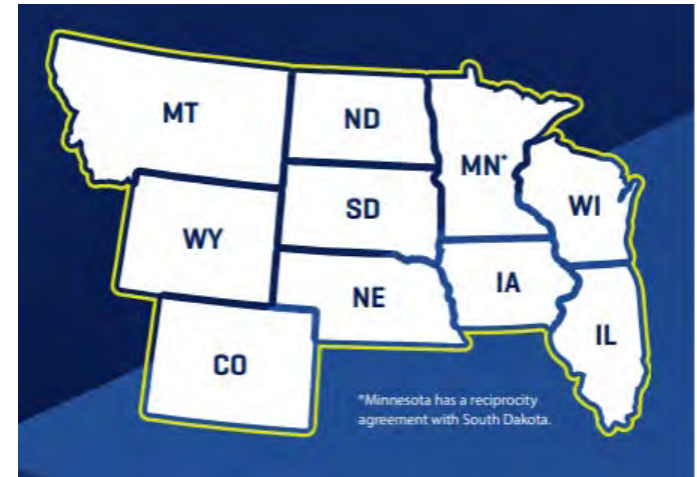 MT
ND
MN*
SD
WI
WY
NE
IA
IL
CO
*Minnesota has a reciprocity
agreement with South Dakota.